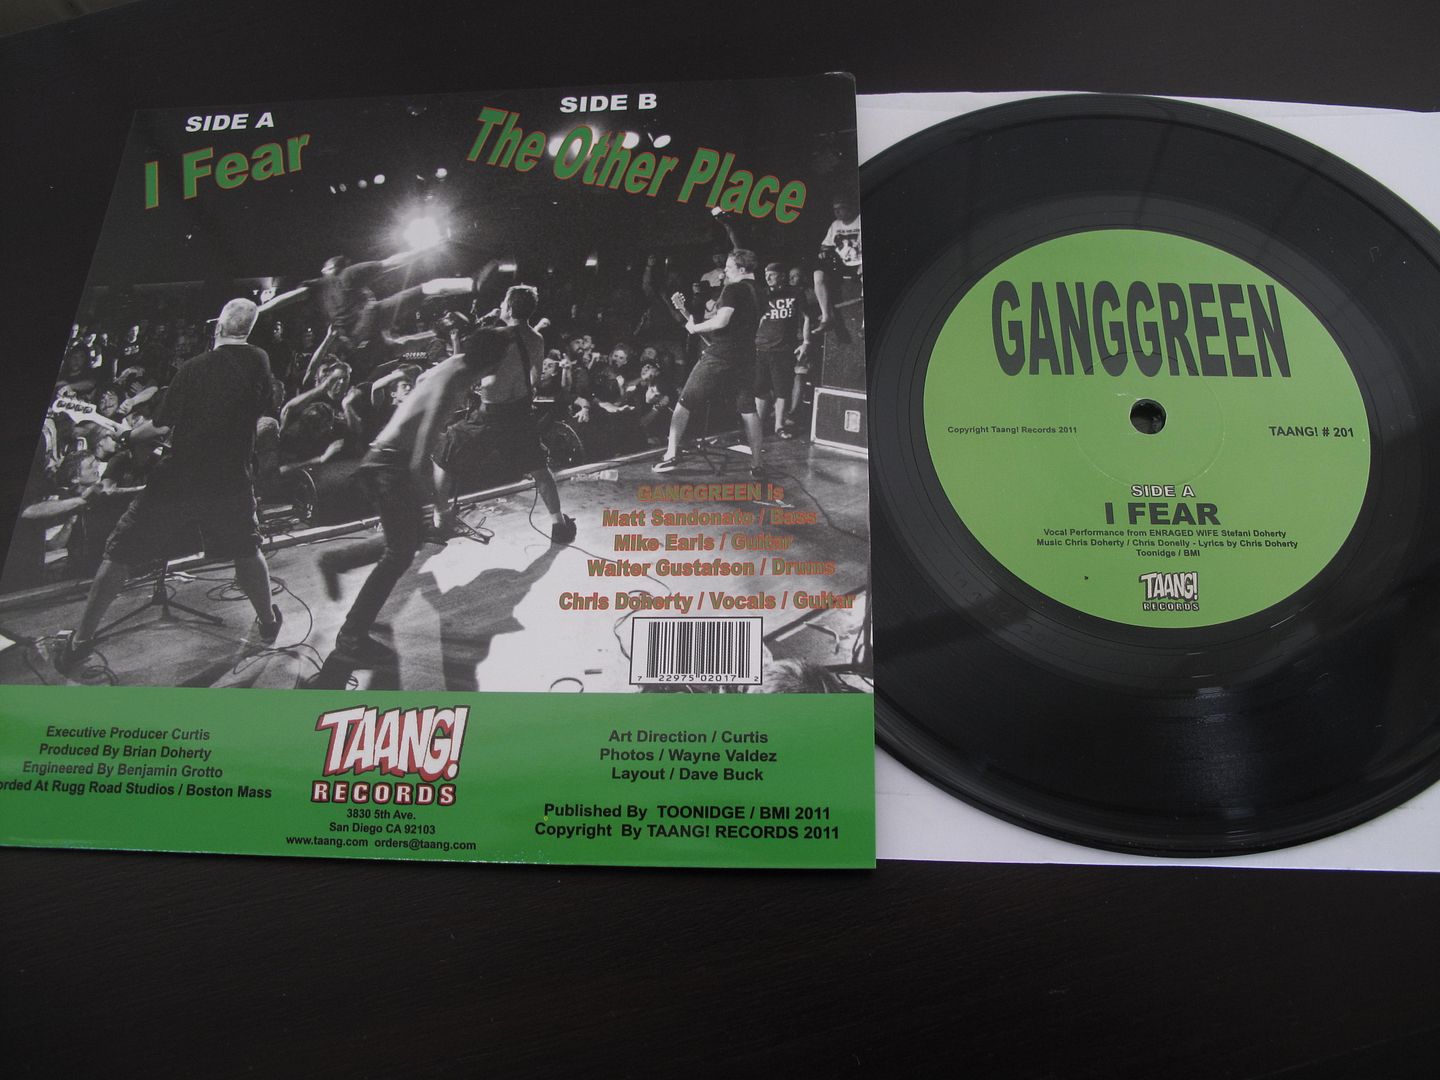 SIDE A
I Fear
SIDE B
The Other Place
GANGGREEN Is
Matt Sandonato / Bass
Mike Earls / Guitar
Walter Gustafson / Drums
Chris Doherty / Vocals / Guitar
7 22975 02017 2
Executive Producer Curtis
Produced By Brian Doherty
Engineered By Benjamin Grotto
orded At Rugg Road Studios / Boston Mass
TAANG!
RECORDS
3830 5th Ave.
San Diego CA 92103
www.taang.com orders@taang.com
Art Direction / Curtis
Photos / Wayne Valdez
Layout / Dave Buck
Published By TOONIDGE / BMI 2011
Copyright By TAANG! RECORDS 2011
GANGGREEN
Copyright Taang! Records 2011
TAANG! # 201
SIDE A
I FEAR
Vocal Performance from ENRAGED WIFE Stefani Doherty
Music Chris Doherty / Chris Donelly - Lyrics by Chris Doherty
Toonidge / BMI
TAANG!
RECORDS